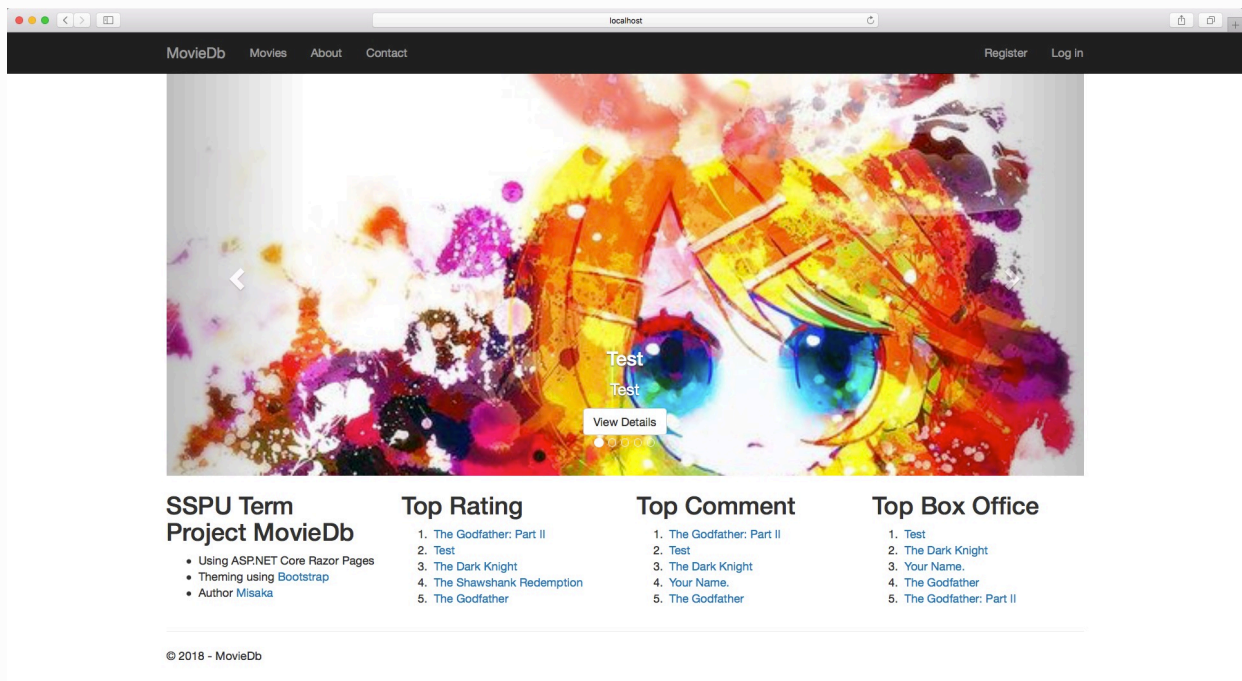 localhost
MovieDb Movies About Contact Register Log in
Test
Test
View Details
SSPU Term
Project MovieDb
Using ASP.NET Core Razor Pages
Theming using Bootstrap
Author Misaka
Top Rating
1. The Godfather: Part II
2. Test
3. The Dark Knight
4. The Shawshank Redemption
5. The Godfather
Top Comment
1. The Godfather: Part II
2. Test
3. The Dark Knight
4. Your Name.
5. The Godfather
Top Box Office
1. Test
2. The Dark Knight
3. Your Name.
4. The Godfather
5. The Godfather: Part II
© 2018 - MovieDb